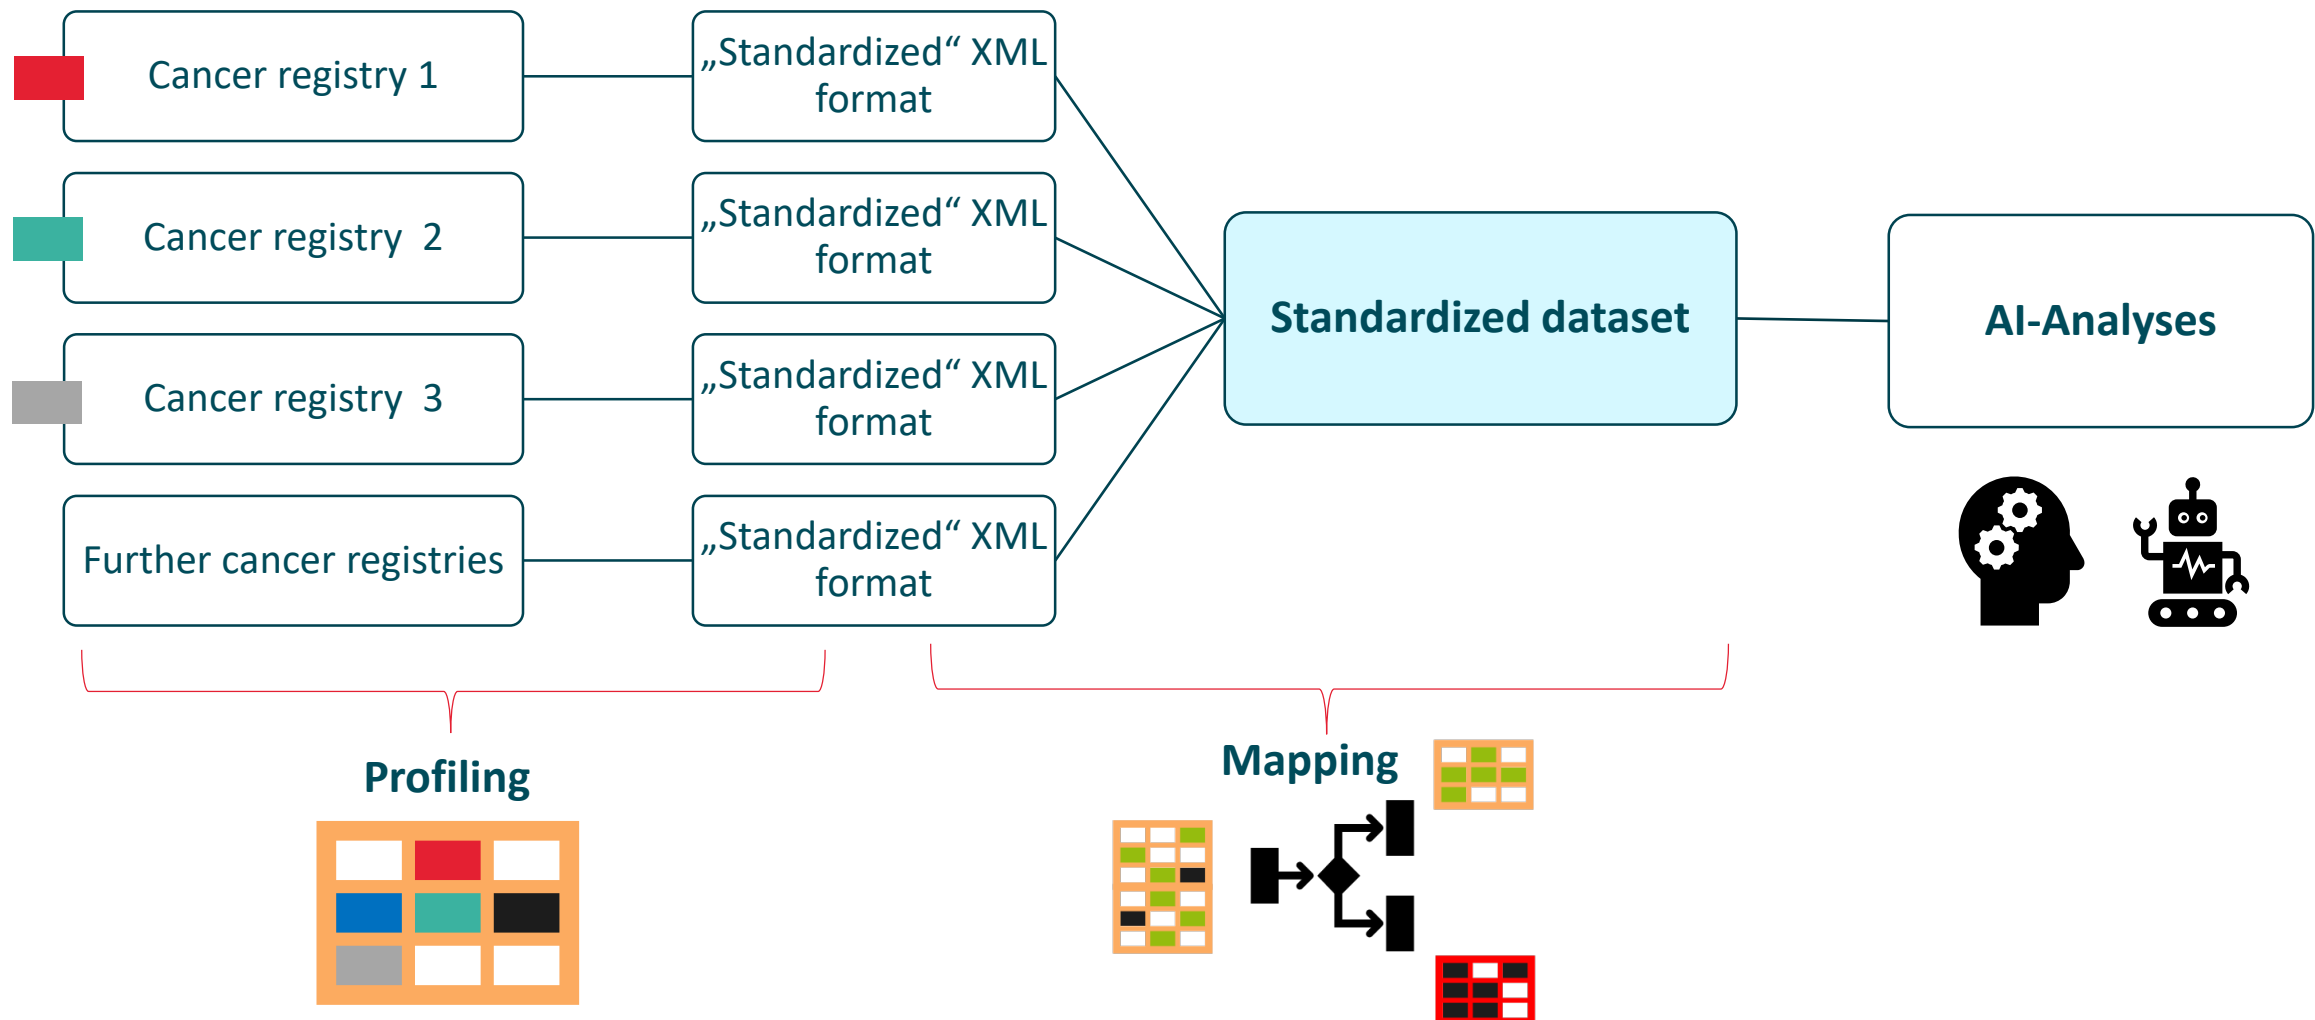 Cancer registry 1
„Standardized“ XML
format
Cancer registry  2
„Standardized“ XML
format
Cancer registry  3
„Standardized“ XML
format
Further cancer registries
„Standardized“ XML
format
Standardized dataset
AI-Analyses
Profiling
Mapping